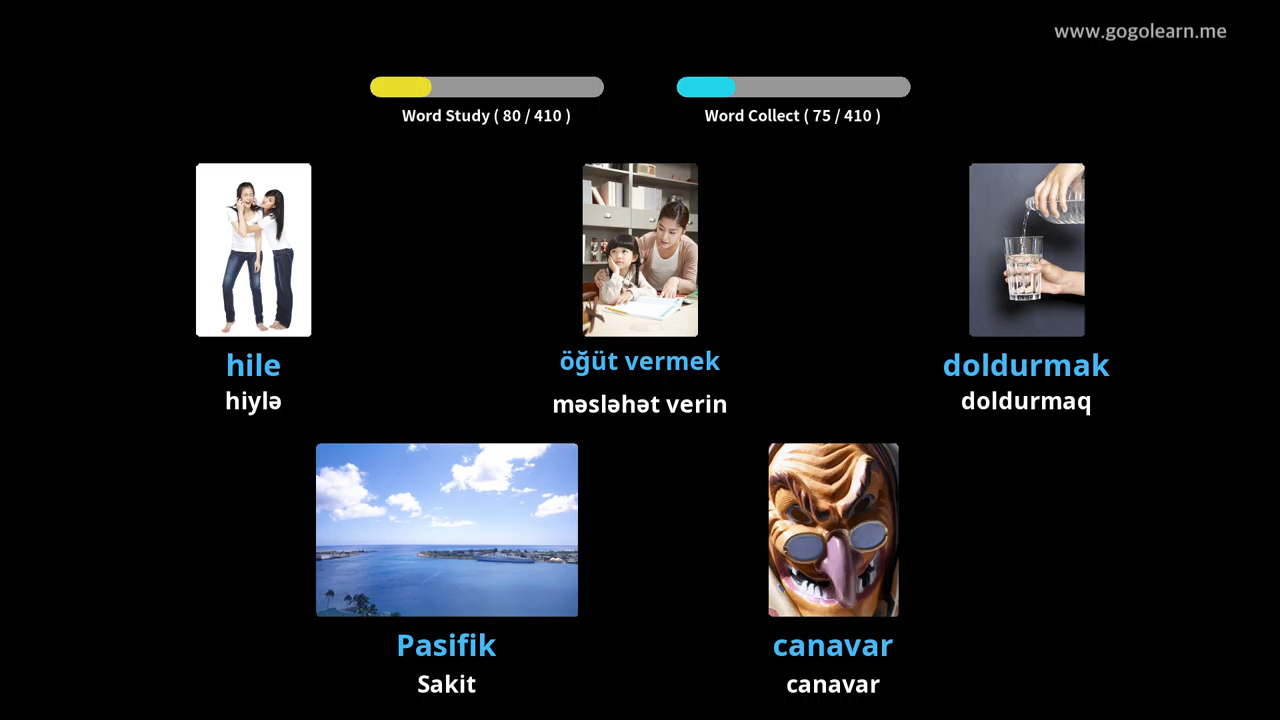 www.gogolearn.me
Word Study ( 80 / 410 )
Word Collect ( 75 / 410 )
hile
hiylə
öğüt vermek
məsləhət verin
doldurmak
doldurmaq
Pasifik
Sakit
canavar
canavar